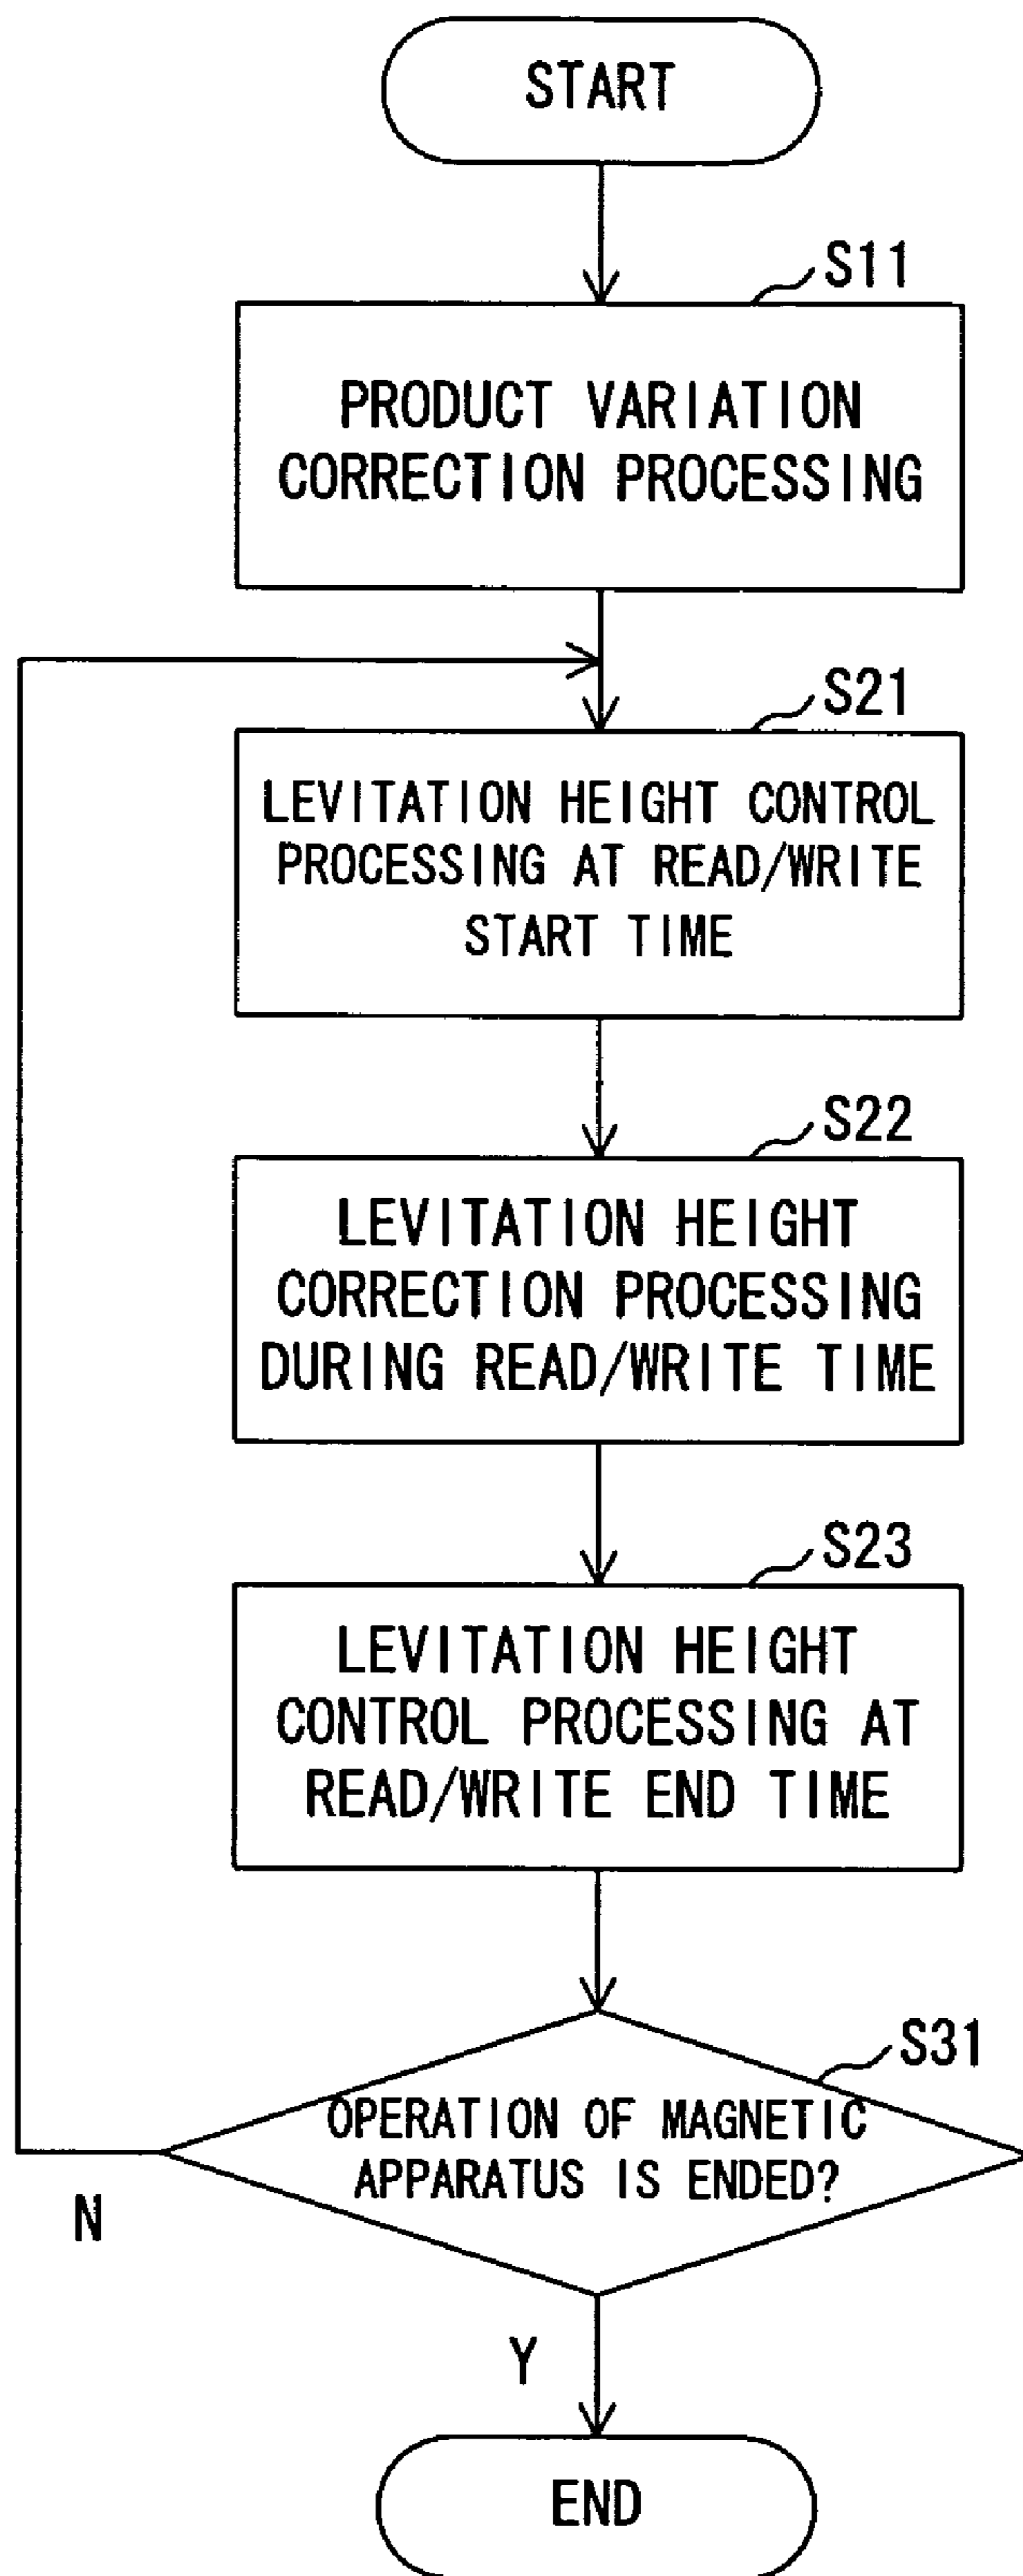 START
S11
PRODUCT VARIATION
CORRECTION PROCESSING
S21
LEVITATION HEIGHT CONTROL
PROCESSING AT READ/WRITE
START TIME
S22
LEVITATION HEIGHT
CORRECTION PROCESSING
DURING READ/WRITE TIME
S23
LEVITATION HEIGHT
CONTROL PROCESSING AT
READ/WRITE END TIME
S31
OPERATION OF MAGNETIC
APPARATUS IS ENDED?
N
Y
END